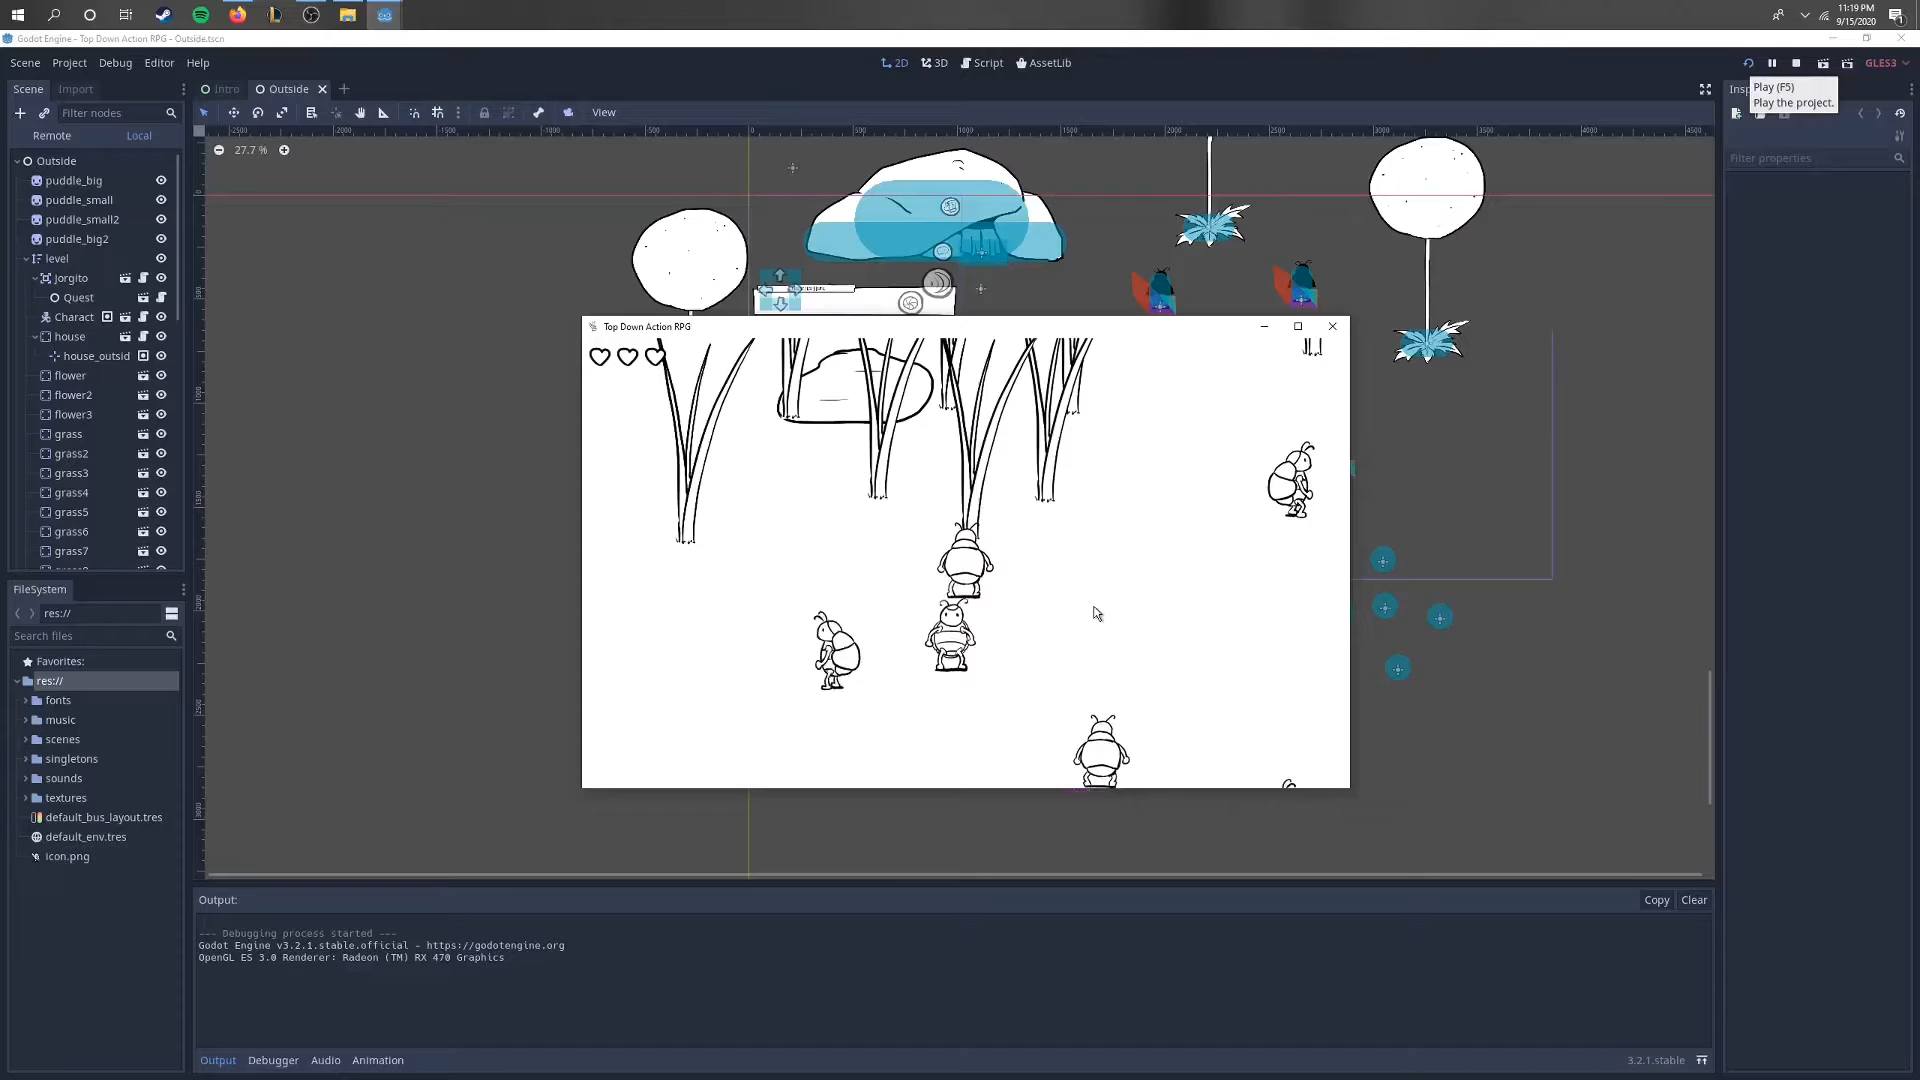 11:19 PM
9/15/2020
Godot Engine - Top Down Action RPG - Outside.tscn
Scene Project Debug Editor Help
2D 3D Script AssetLib
GLES3
Scene Import
Intro Outside
Play (F5)
Play the project.
Filter nodes
View
Remote Local
27.7 %
Filter properties
Outside
puddle_big
puddle_small
puddle_small2
puddle_big2
level
Jorgito
Quest
Charact
house
house_outsid
flower
flower2
flower3
grass
grass2
grass3
grass4
grass5
grass6
grass7
Top Down Action RPG
FileSystem
res://
Search files
Favorites:
res://
fonts
music
scenes
singletons
sounds
textures
default_bus_layout.tres
default_env.tres
icon.png
Output:
Copy Clear
--- Debugging process started ---
Godot Engine v3.2.1.stable.official - https://godotengine.org
OpenGL ES 3.0 Renderer: Radeon (TM) RX 470 Graphics
Output Debugger Audio Animation
3.2.1.stable